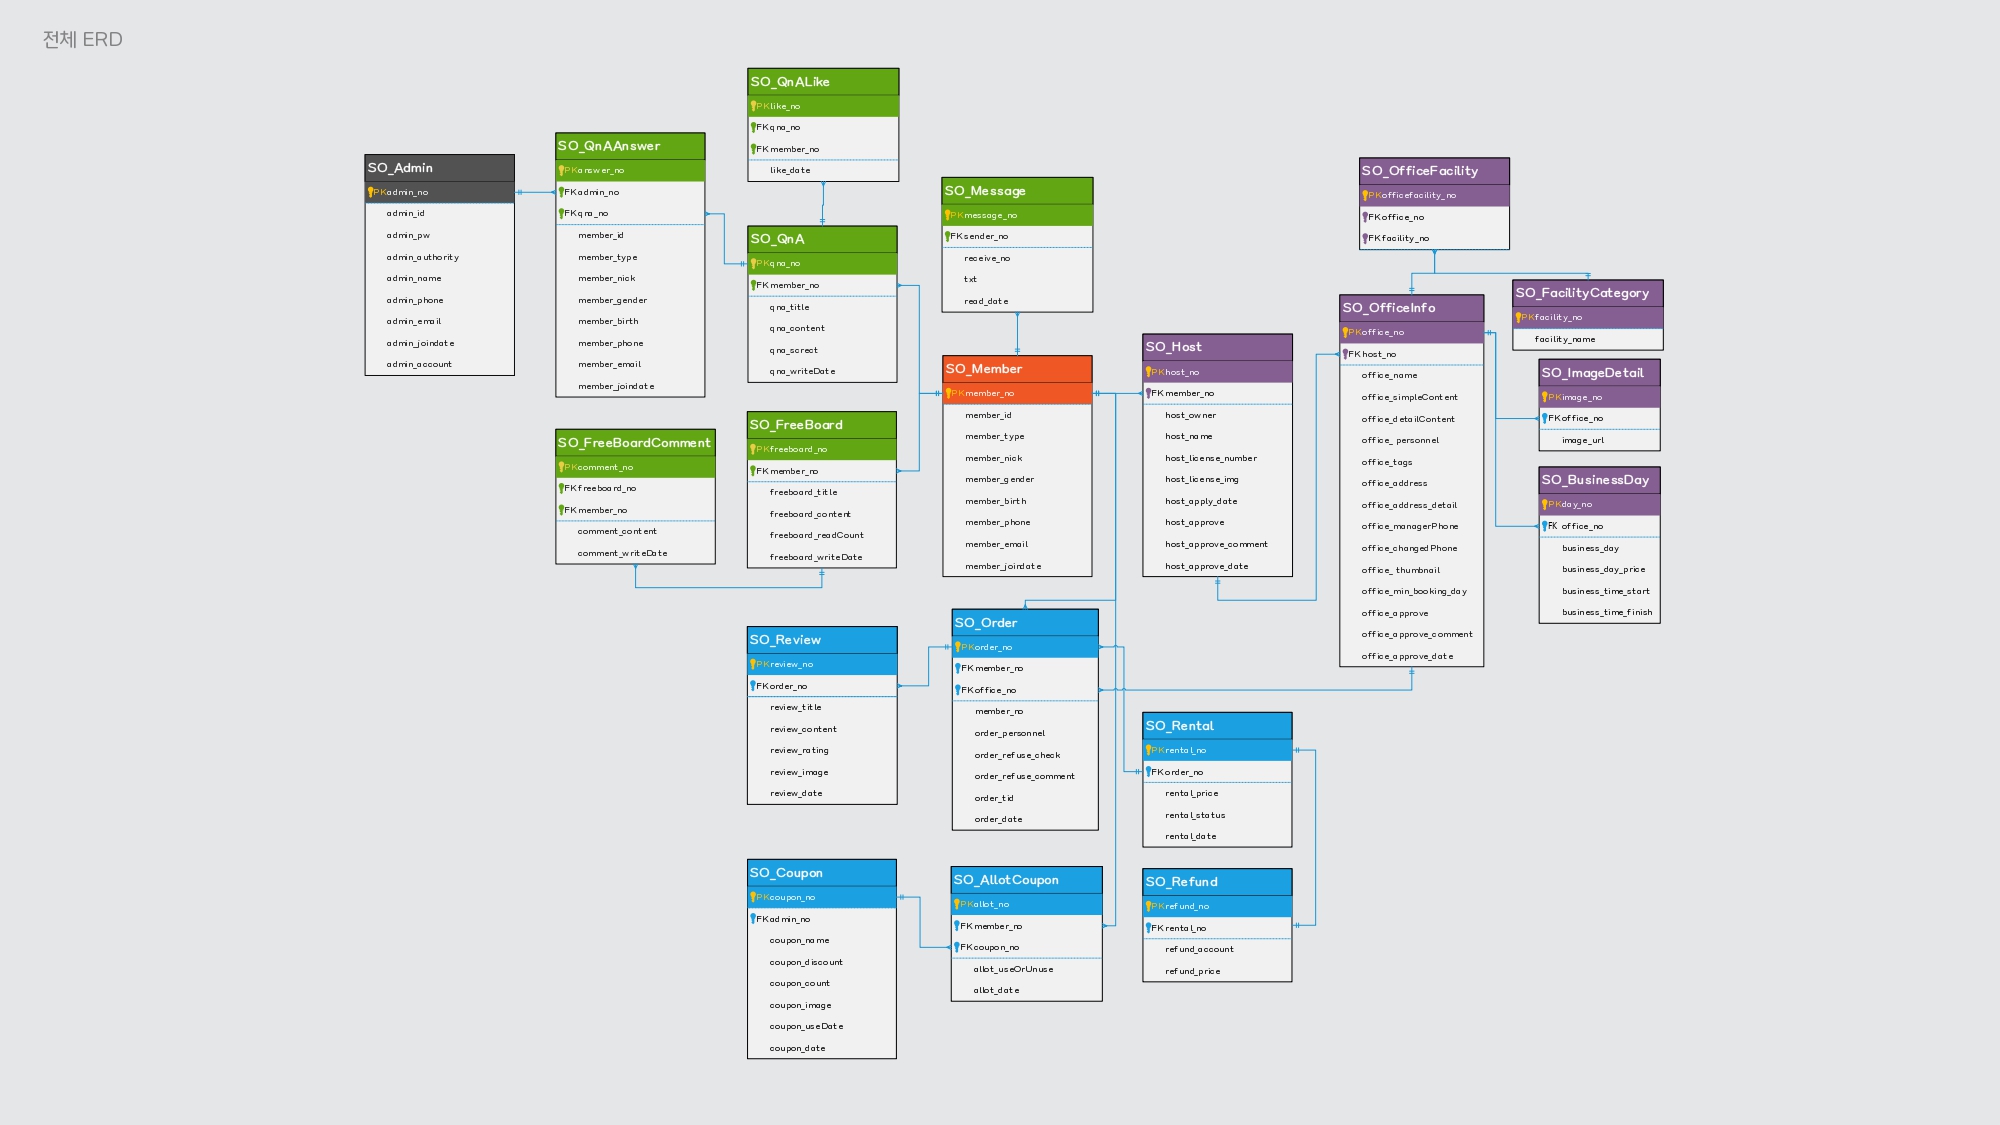 전체 ERD
SO_QnALike
PK like_no
FK qna_no
FK member_no
like_date
SO_Admin
PK admin_no
admin_id
admin_pw
admin_authority
admin_name
admin_phone
admin_email
admin_joindate
admin_account
SO_QnAAnswer
PK answer_no
FK admin_no
FK qna_no
member_id
member_type
member_nick
member_gender
member_birth
member_phone
member_email
member_joindate
SO_QnA
PK qna_no
FK member_no
qna_title
qna_content
qna_screct
qna_writeDate
SO_Message
PK message_no
FK sender_no
receive_no
txt
read_date
SO_OfficeFacility
PK officefacility_no
FK office_no
FK facility_no
SO_FacilityCategory
PK facility_no
facility_name
SO_OfficeInfo
PK office_no
FK host_no
office_name
office_simpleContent
office_detailContent
office_ personnel
office_tags
office_address
office_address_detail
office_managerPhone
office_changedPhone
office_ thumbnail
office_min_booking_day
office_approve
office_approve_comment
office_approve_date
SO_ImageDetail
PK image_no
FK office_no
image_url
SO_BusinessDay
PK day_no
FK office_no
business_day
business_day_price
business_time_start
business_time_finish
SO_Host
PK host_no
FK member_no
host_owner
host_name
host_license_number
host_license_img
host_apply_date
host_approve
host_approve_comment
host_approve_date
SO_Member
PK member_no
member_id
member_type
member_nick
member_gender
member_birth
member_phone
member_email
member_joindate
SO_FreeBoard
PK freeboard_no
FK member_no
freeboard_title
freeboard_content
freeboard_readCount
freeboard_writeDate
SO_FreeBoardComment
PK comment_no
FK freeboard_no
FK member_no
comment_content
comment_writeDate
SO_Review
PK review_no
FK order_no
review_title
review_content
review_rating
review_image
review_date
SO_Order
PK order_no
FK member_no
FK office_no
member_no
order_personnel
order_refuse_check
order_refuse_comment
order_tid
order_date
SO_Rental
PK rental_no
FK order_no
rental_price
rental_status
rental_date
SO_Coupon
PK coupon_no
FK admin_no
coupon_name
coupon_discount
coupon_count
coupon_image
coupon_useDate
coupon_date
SO_AllotCoupon
PK allot_no
FK member_no
FK coupon_no
allot_useOrUnuse
allot_date
SO_Refund
PK refund_no
FK rental_no
refund_account
refund_price